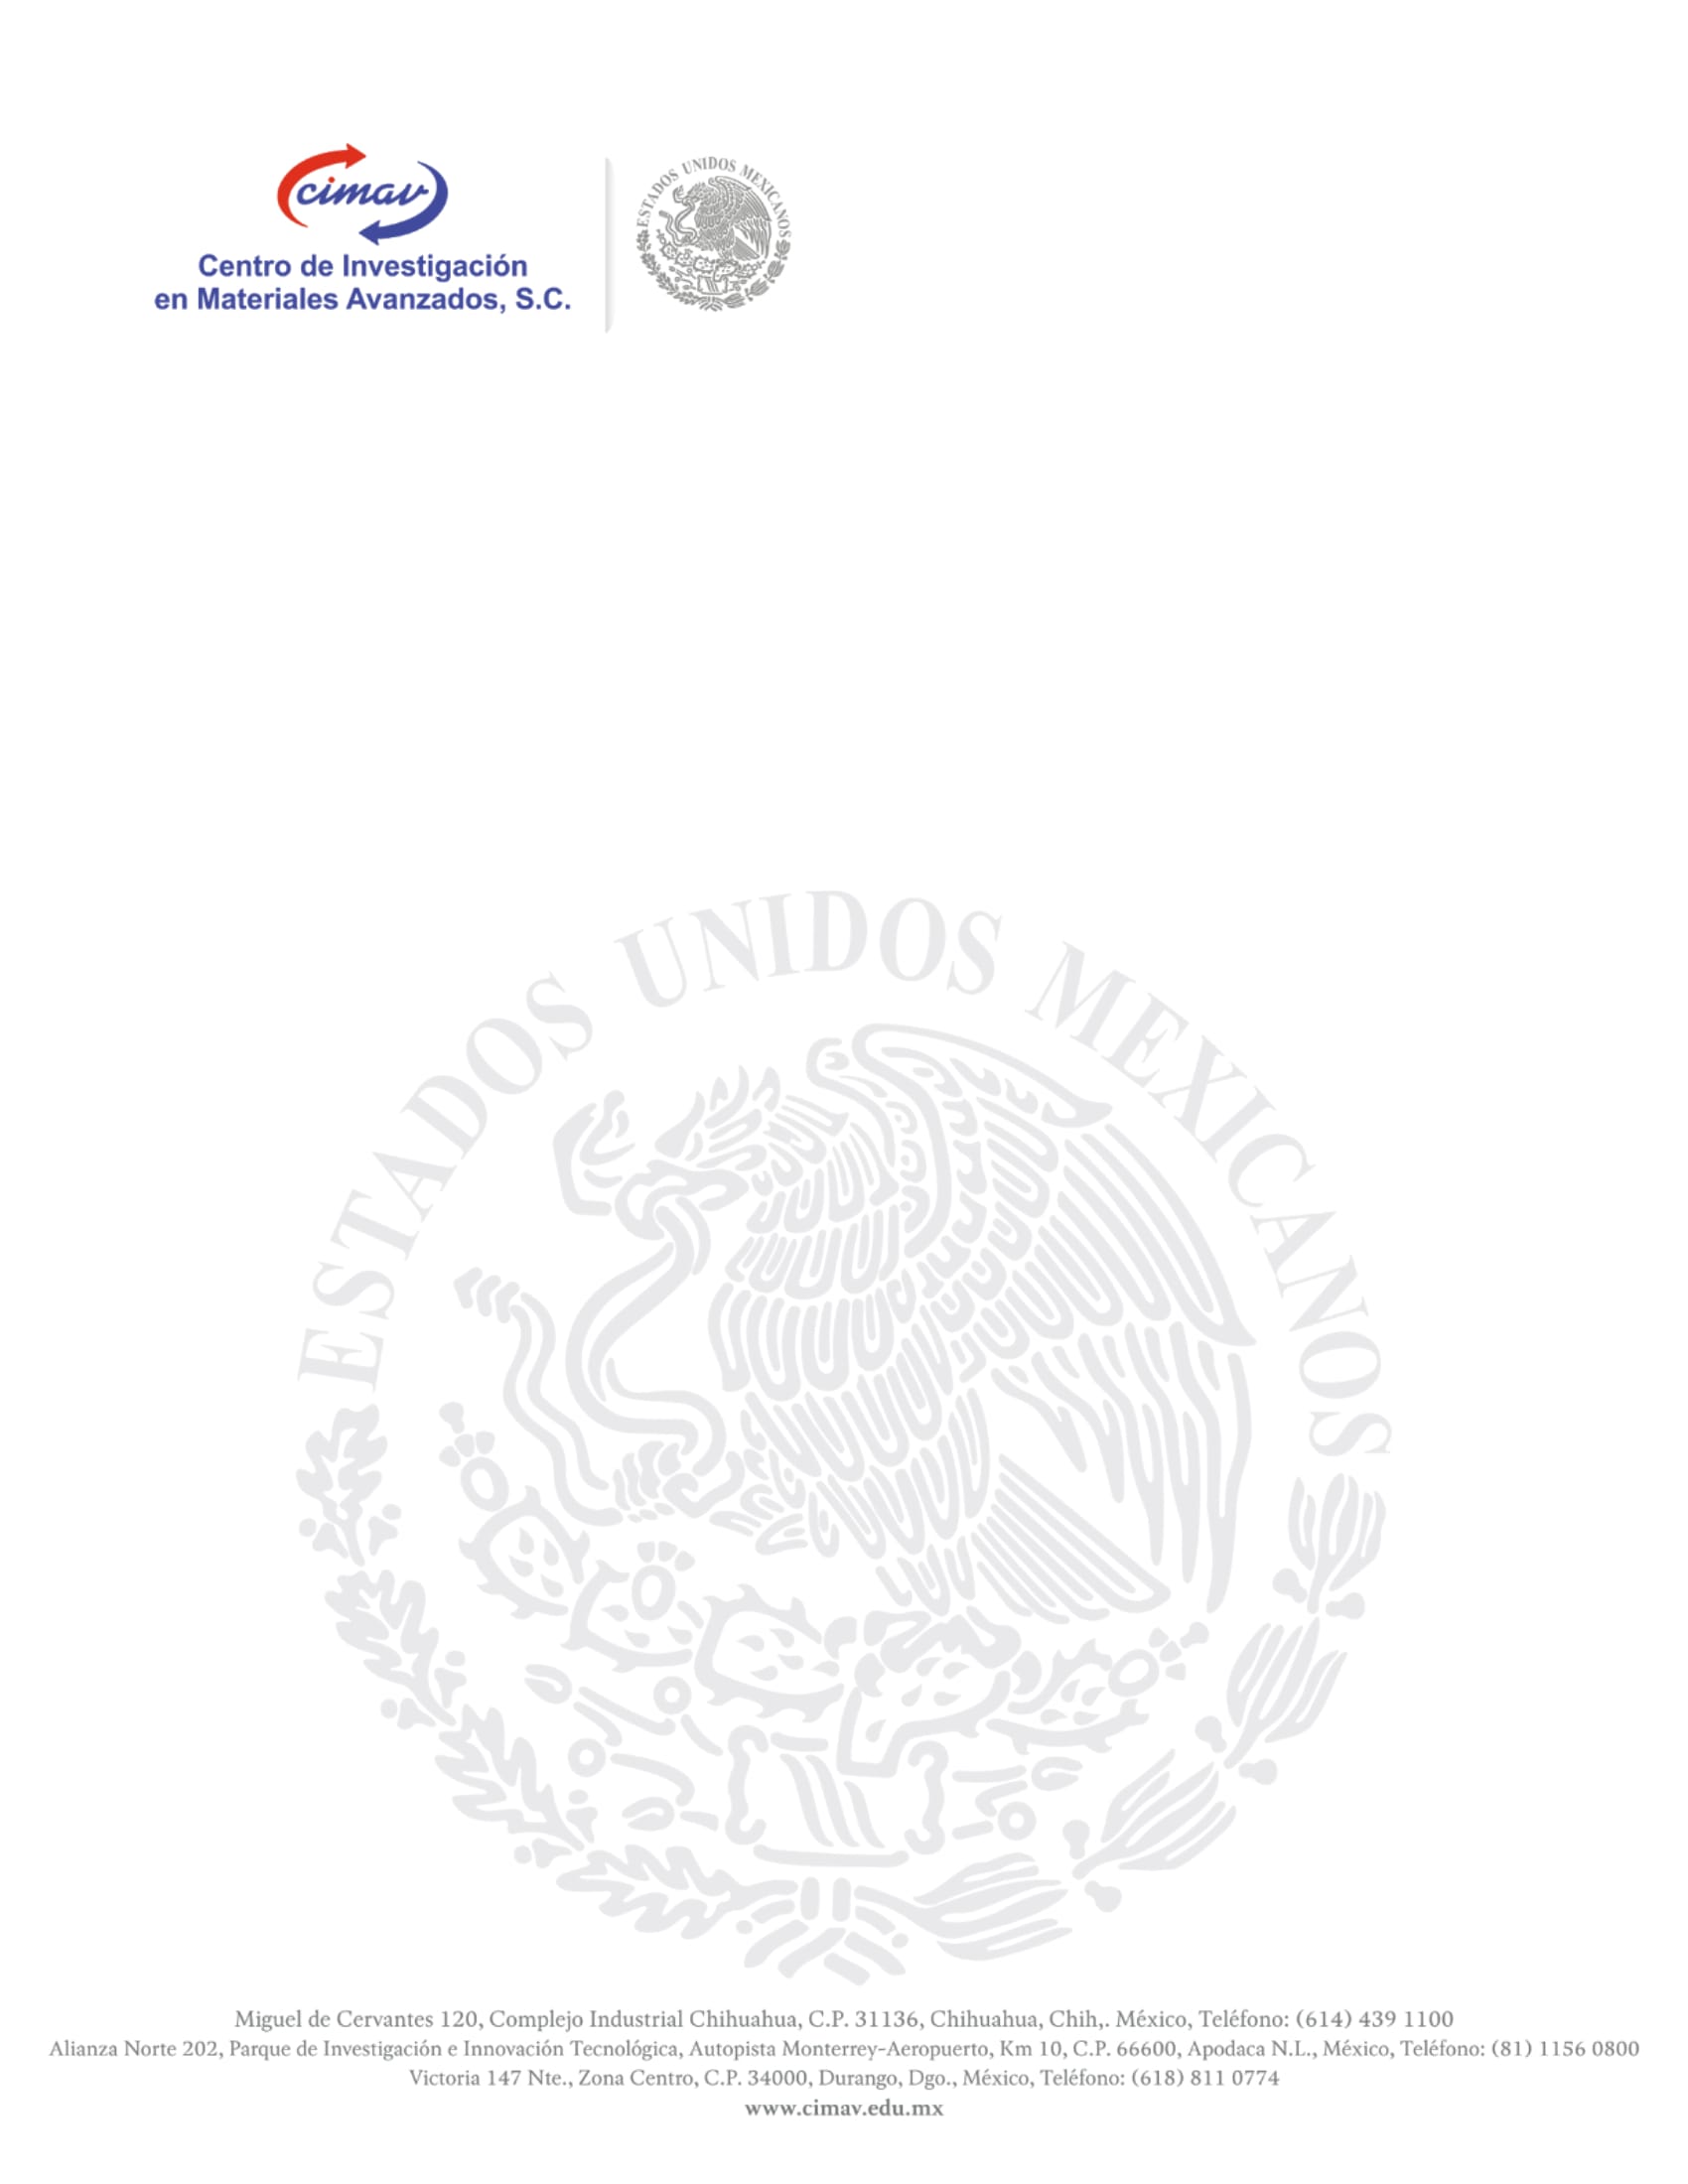 cimav
Centro de Investigación
en Materiales Avanzados, S.C.
ESTADOS UNIDOS MEXICANOS
ESTADOS UNIDOS MEXICANOS
Miguel de Cervantes 120, Complejo Industrial Chihuahua, C.P. 31136, Chihuahua, Chih,. México, Teléfono: (614) 439 1100
Alianza Norte 202, Parque de Investigación e Innovación Tecnológica, Autopista Monterrey-Aeropuerto, Km 10, C.P. 66600, Apodaca N.L., México, Teléfono: (81) 1156 0800
Victoria 147 Nte., Zona Centro, C.P. 34000, Durango, Dgo., México, Teléfono: (618) 811 0774
www.cimav.edu.mx